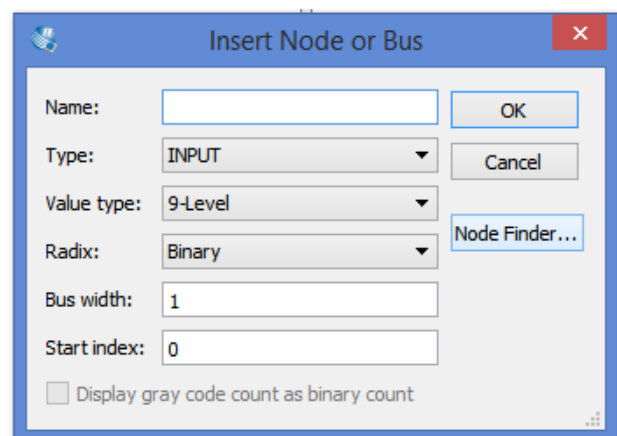 Insert Node or Bus
Name:
OK
Type: INPUT
Cancel
Value type: 9-Level
Node Finder...
Radix: Binary
Bus width: 1
Start index: 0
Display gray code count as binary count